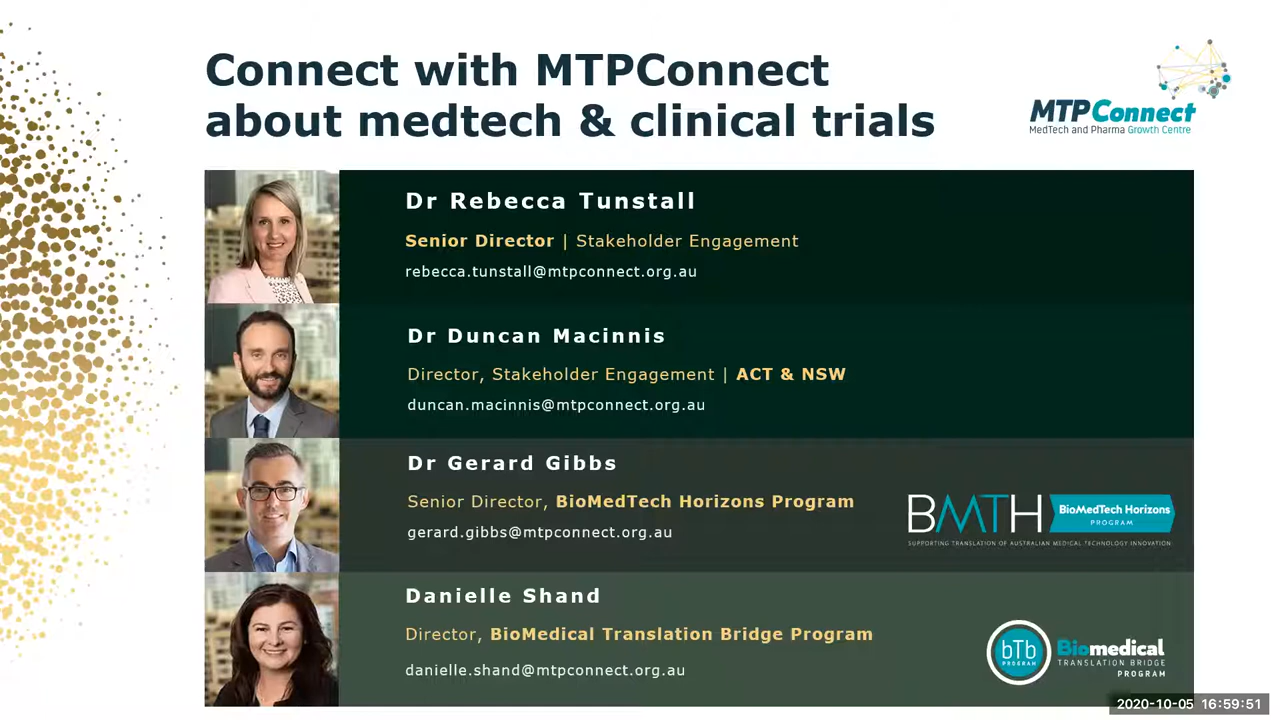 Connect with MTPConnect
about medtech & clinical trials
MTPConnect
MedTech and Pharma Growth Centre
Dr Rebecca Tunstall
Senior Director | Stakeholder Engagement
rebecca.tunstall@mtpconnect.org.au
Dr Duncan Macinnis
Director, Stakeholder Engagement | ACT & NSW
duncan.macinnis@mtpconnect.org.au
Dr Gerard Gibbs
Senior Director, BioMedTech Horizons Program
gerard.gibbs@mtpconnect.org.au
BMTH
BioMedTech Horizons
PROGRAM
SUPPORTING TRANSLATION OF AUSTRALIAN MEDICAL TECHNOLOGY INNOVATION
Danielle Shand
Director, BioMedical Translation Bridge Program
danielle.shand@mtpconnect.org.au
bTb
PROGRAM
Biomedical
TRANSLATION BRIDGE
PROGRAM
2020-10-05 16:59:51